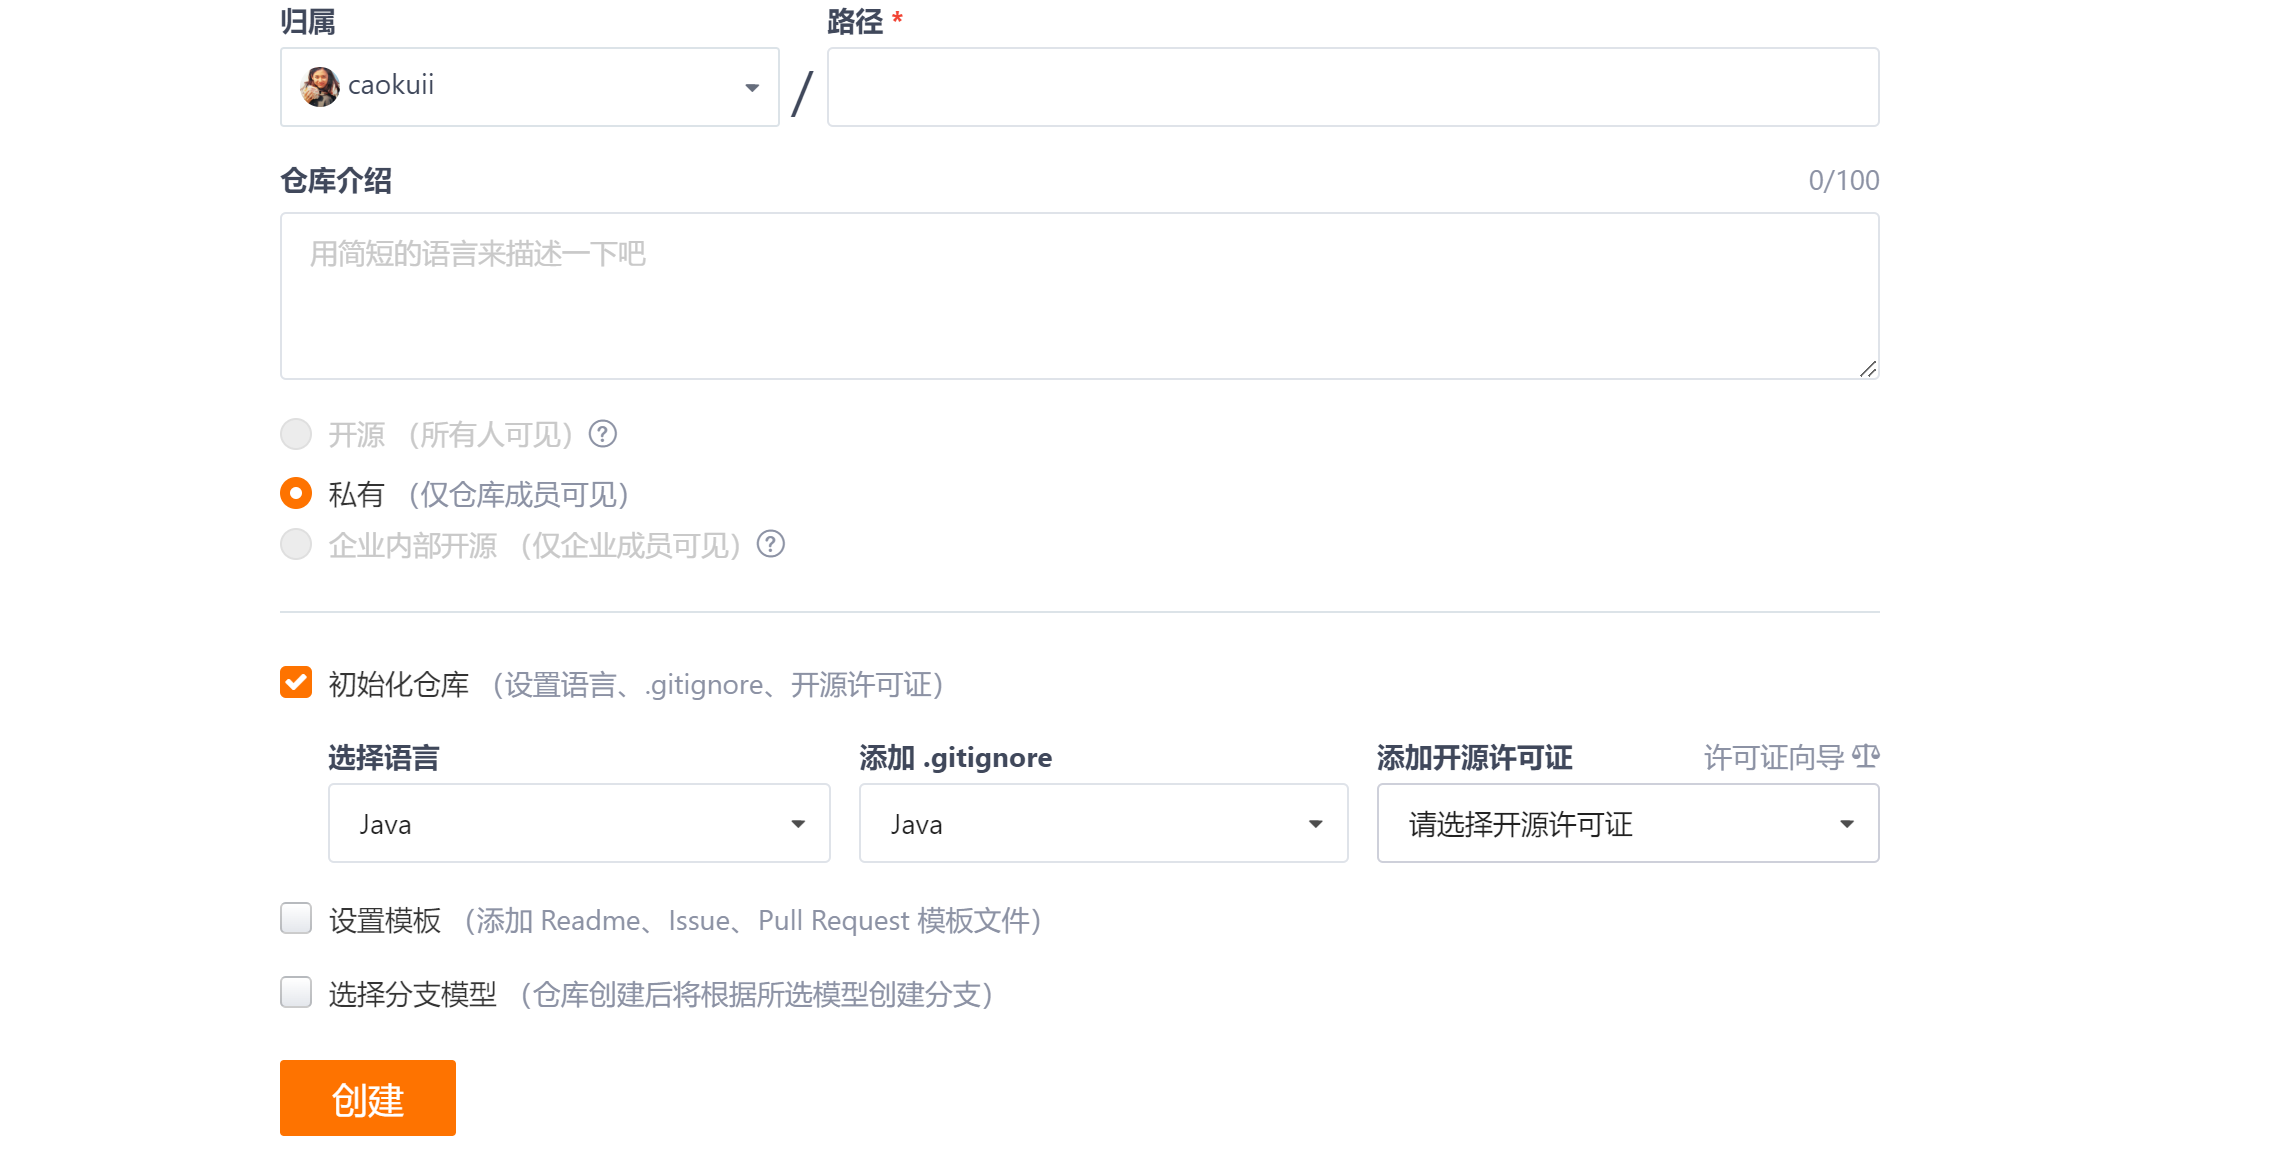 归属
路径 *
caokuii
/
仓库介绍
0/100
用简短的语言来描述一下吧
开源 （所有人可见） ?
私有 （仅仓库成员可见）
企业内部开源 （仅企业成员可见） ?
初始化仓库 （设置语言、.gitignore、开源许可证）
选择语言
添加 .gitignore
添加开源许可证
许可证向导
Java
Java
请选择开源许可证
设置模板 （添加 Readme、Issue、Pull Request 模板文件）
选择分支模型 （仓库创建后将根据所选模型创建分支）
创建